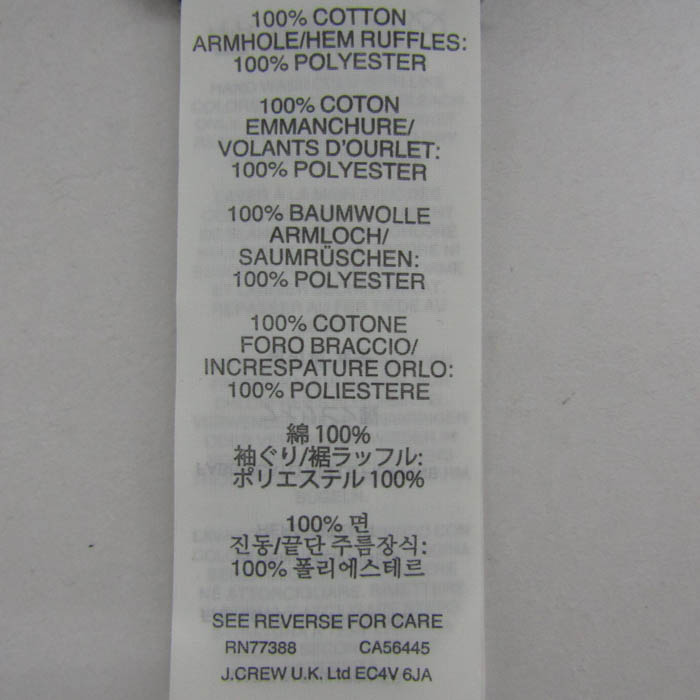 100% COTTON
ARMHOLE/HEM RUFFLES:
100% POLYESTER
100% COTON
EMMANCHURE/
VOLANTS D'OURLET:
100% POLYESTER
100% BAUMWOLLE
ARMLOCH/
SAUMRÜSCHEN:
100% POLYESTER
100% COTONE
FORO BRACCIO/
INCRESPATURE ORLO:
100% POLIESTERE
綿 100%
袖ぐり/裾ラッフル:
ポリエステル 100%
100% 면
진동/끝단 주름장식:
100% 폴리에스테르
SEE REVERSE FOR CARE
RN77388 CA56445
J.CREW U.K. Ltd EC4V 6JA